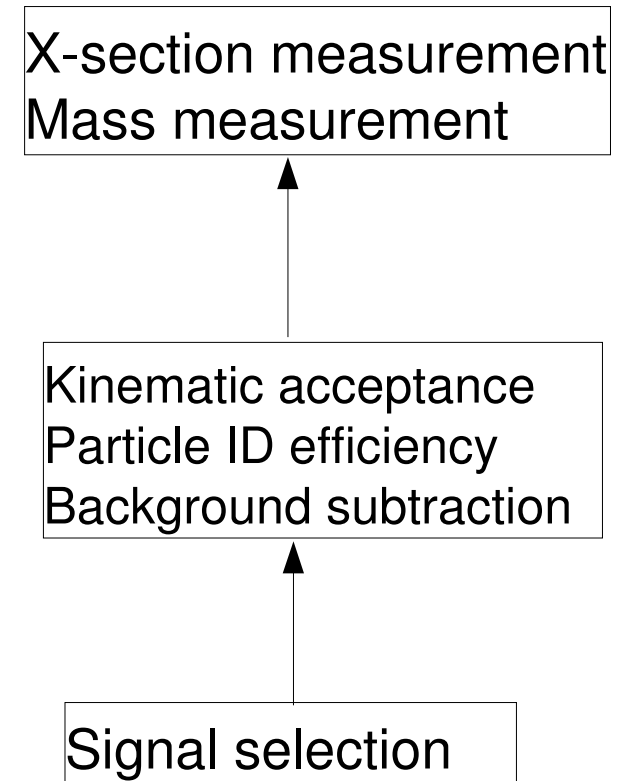 X-section measurement
Mass measurement
Kinematic acceptance
Particle ID efficiency
Background subtraction
Signal selection